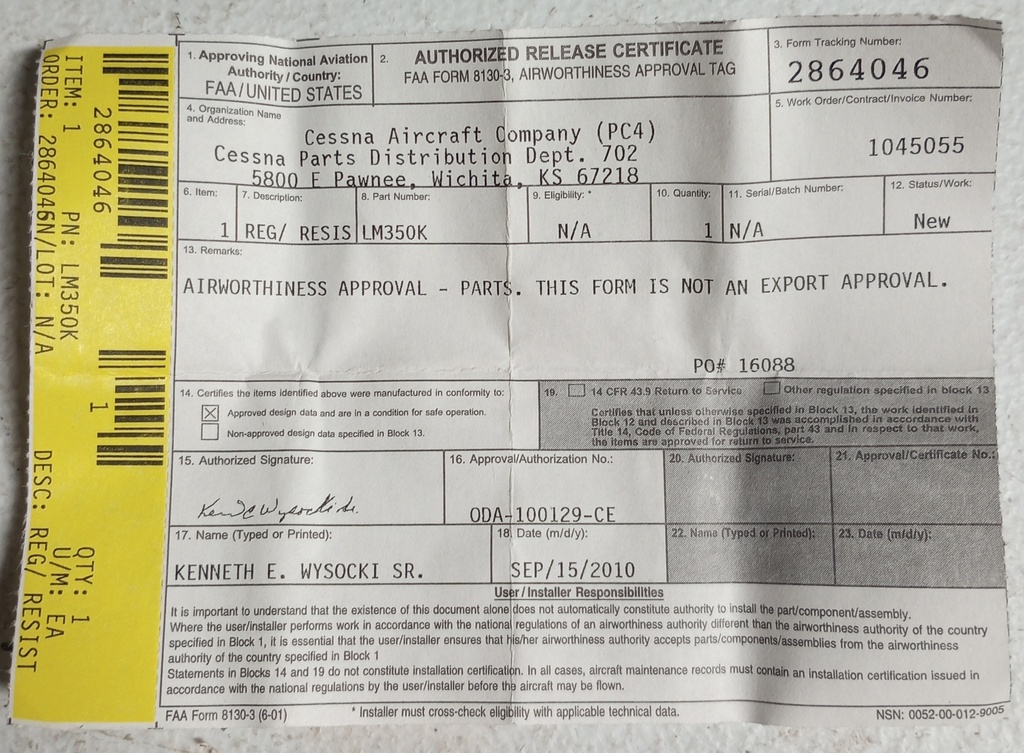 ITEM: 1 PN: LM350K QTY: 1
ORDER: 2864046N/LOT: N/A U/M: EA
DESC: REG/ RESIST
2864046
1
1. Approving National Aviation
Authority / Country:
FAA/UNITED STATES
2. AUTHORIZED RELEASE CERTIFICATE
FAA FORM 8130-3, AIRWORTHINESS APPROVAL TAG
3. Form Tracking Number:
2864046
4. Organization Name
and Address:
Cessna Aircraft Company (PC4)
Cessna Parts Distribution Dept. 702
5800 E Pawnee, Wichita, KS 67218
5. Work Order/Contract/Invoice Number:
1045055
6. Item: 7. Description: 8. Part Number: 9. Eligibility: * 10. Quantity: 11. Serial/Batch Number: 12. Status/Work:
1 REG/ RESIS LM350K N/A 1 N/A New
13. Remarks:
AIRWORTHINESS APPROVAL - PARTS. THIS FORM IS NOT AN EXPORT APPROVAL.
PO# 16088
14. Certifies the items identified above were manufactured in conformity to:
Approved design data and are in a condition for safe operation.
Non-approved design data specified in Block 13.
19. 14 CFR 43.9 Return to Service Other regulation specified in block 13
Certifies that unless otherwise specified in Block 13, the work identified in
Block 12 and described in Block 13 was accomplished in accordance with
Title 14, Code of Federal Regulations, part 43 and in respect to that work,
the items are approved for return to service.
15. Authorized Signature:
16. Approval/Authorization No.:
ODA-100129-CE
20. Authorized Signature: 21. Approval/Certificate No.:
17. Name (Typed or Printed):
KENNETH E. WYSOCKI SR.
18. Date (m/d/y):
SEP/15/2010
22. Name (Typed or Printed): 23. Date (m/d/y):
User / Installer Responsibilities
It is important to understand that the existence of this document alone does not automatically constitute authority to install the part/component/assembly.
Where the user/installer performs work in accordance with the national regulations of an airworthiness authority different than the airworthiness authority of the country
specified in Block 1, it is essential that the user/installer ensures that his/her airworthiness authority accepts parts/components/assemblies from the airworthiness
authority of the country specified in Block 1
Statements in Blocks 14 and 19 do not constitute installation certification. In all cases, aircraft maintenance records must contain an installation certification issued in
accordance with the national regulations by the user/installer before the aircraft may be flown.
FAA Form 8130-3 (6-01) * Installer must cross-check eligibility with applicable technical data. NSN: 0052-00-012-9005